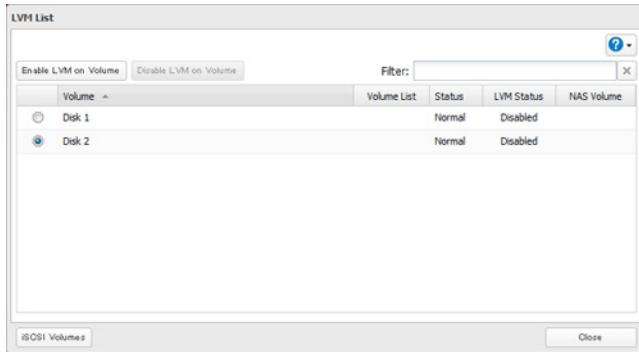 LVM List
?
Enable LVM on Volume Disable LVM on Volume Filter:
Volume Volume List Status LVM Status NAS Volume
Disk 1 Normal Disabled
Disk 2 Normal Disabled
iSCSI Volumes Close